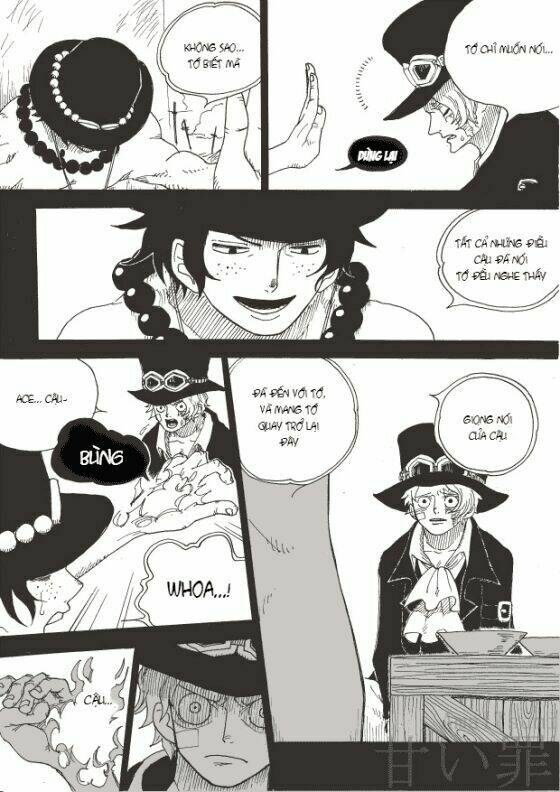 TỚ CHỈ MUỐN NÓI...
DỪNG LẠI
KHÔNG SAO...
TỚ BIẾT MÀ
TẤT CẢ NHỮNG ĐIỀU
CẬU ĐÃ NÓI
TỚ ĐỀU NGHE THẤY
GIỌNG NÓI
CỦA CẬU
ĐÃ ĐẾN VỚI TỚ,
VÀ MANG TỚ
QUAY TRỞ LẠI
ĐÂY
ACE... CẬU-
BÙNG
WHOA...!
CẬU...
甘い罪